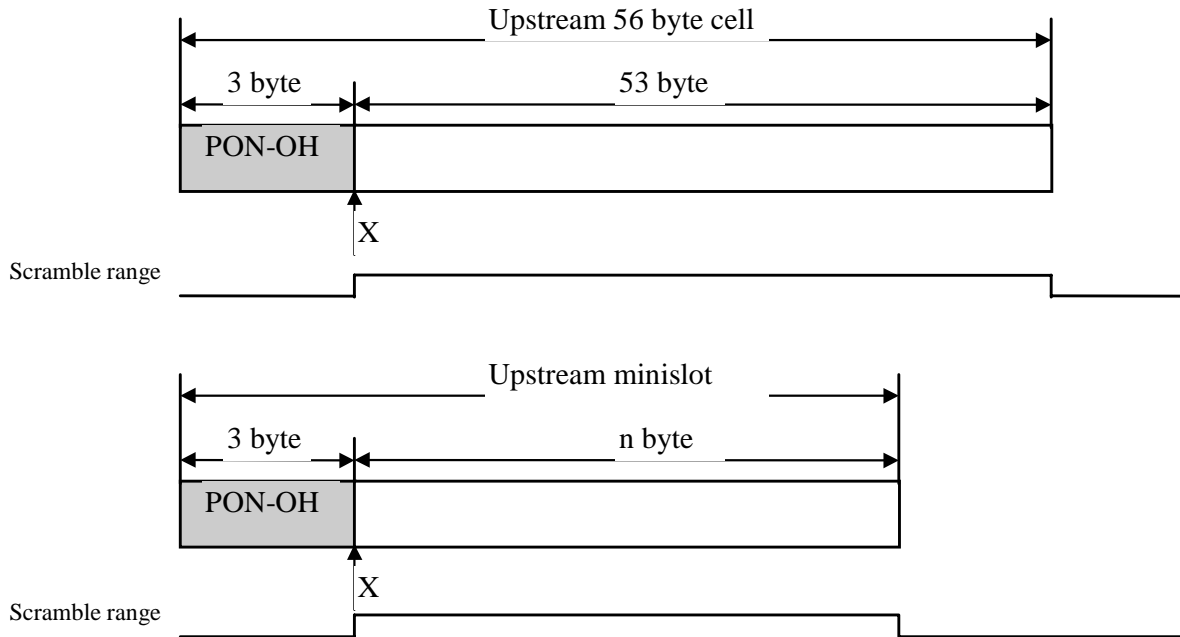 Upstream 56 byte cell
3 byte
53 byte
PON-OH
X
Scramble range
Upstream minislot
3 byte
n byte
PON-OH
X
Scramble range